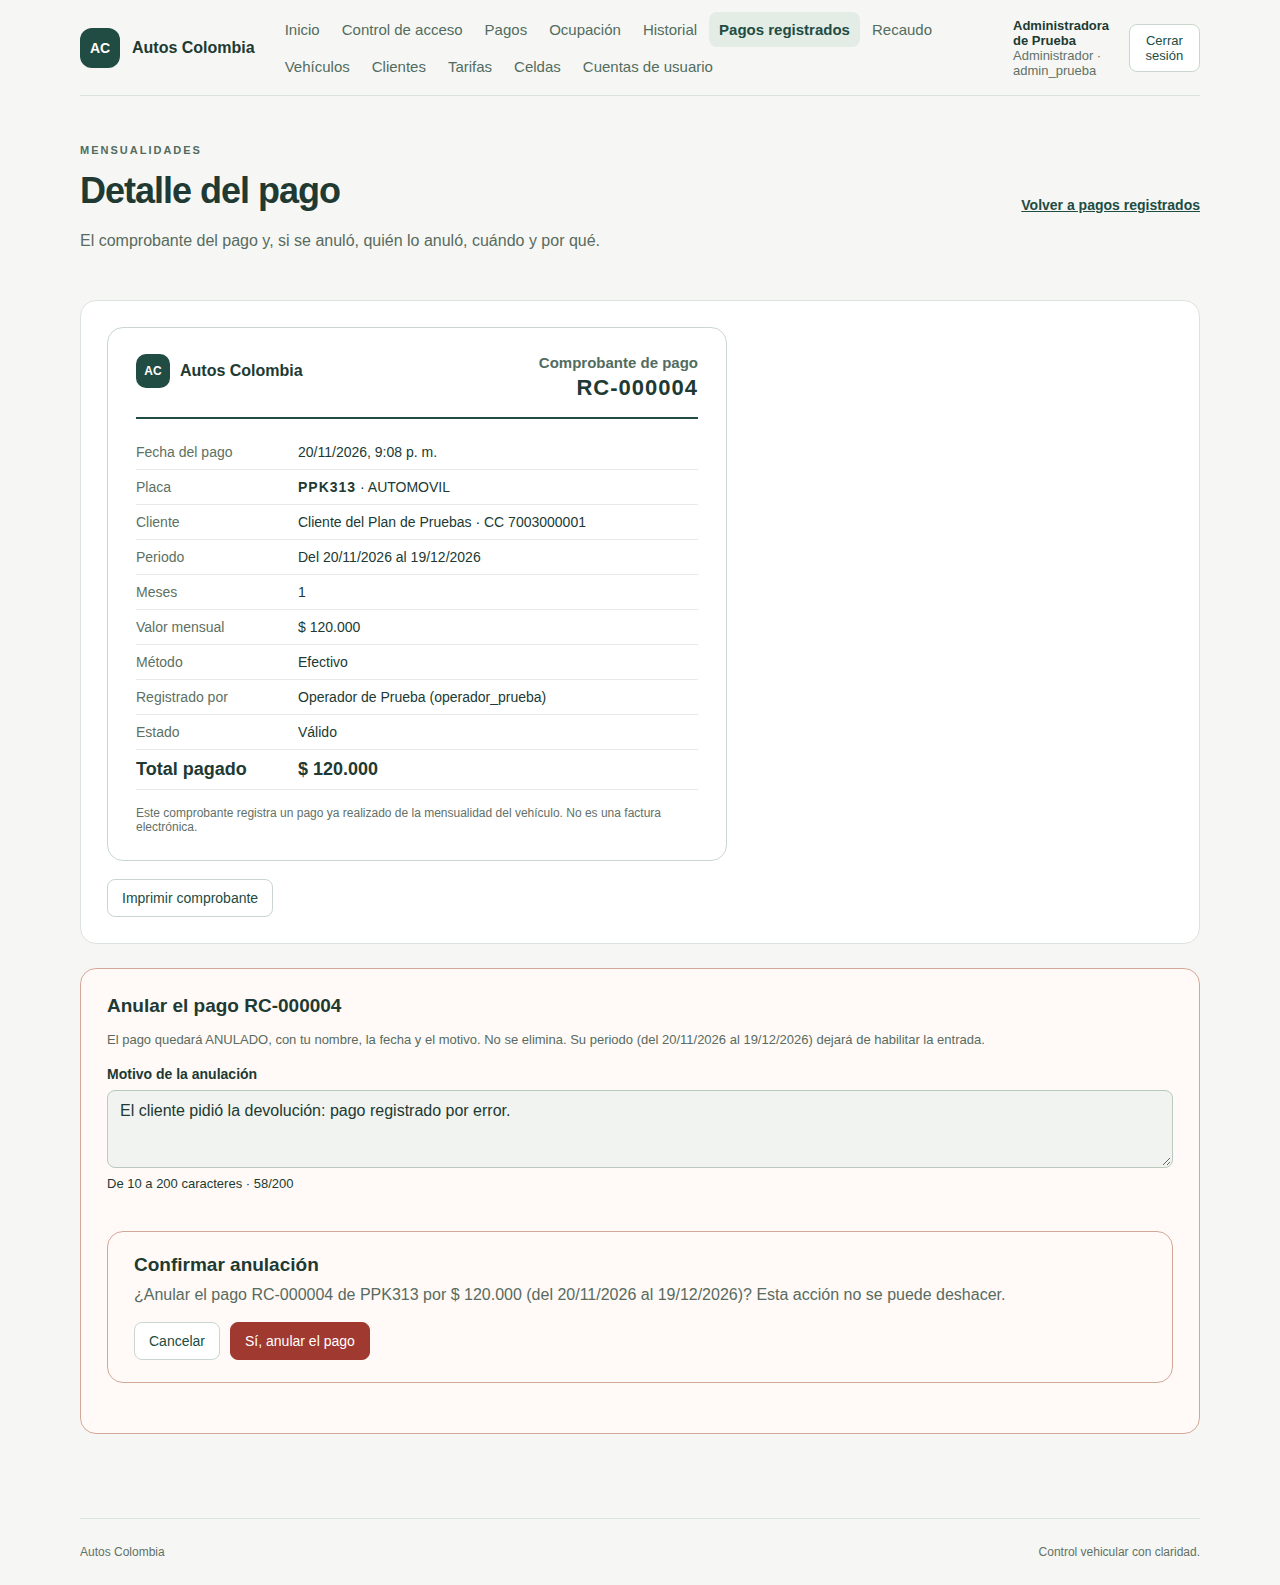 AC
Autos Colombia
Inicio
Control de acceso
Pagos
Ocupación
Historial
Pagos registrados
Recaudo
Vehículos
Clientes
Tarifas
Celdas
Cuentas de usuario
Administradora
de Prueba
Administrador ·
admin_prueba
Cerrar
sesión
MENSUALIDADES
Detalle del pago
Volver a pagos registrados
El comprobante del pago y, si se anuló, quién lo anuló, cuándo y por qué.
AC
Autos Colombia
Comprobante de pago
RC-000004
Fecha del pago 20/11/2026, 9:08 p. m.
Placa PPK313 · AUTOMOVIL
Cliente Cliente del Plan de Pruebas · CC 7003000001
Periodo Del 20/11/2026 al 19/12/2026
Meses 1
Valor mensual $ 120.000
Método Efectivo
Registrado por Operador de Prueba (operador_prueba)
Estado Válido
Total pagado $ 120.000
Este comprobante registra un pago ya realizado de la mensualidad del vehículo. No es una factura
electrónica.
Imprimir comprobante
Anular el pago RC-000004
El pago quedará ANULADO, con tu nombre, la fecha y el motivo. No se elimina. Su periodo (del 20/11/2026 al 19/12/2026) dejará de habilitar la entrada.
Motivo de la anulación
El cliente pidió la devolución: pago registrado por error.
De 10 a 200 caracteres · 58/200
Confirmar anulación
¿Anular el pago RC-000004 de PPK313 por $ 120.000 (del 20/11/2026 al 19/12/2026)? Esta acción no se puede deshacer.
Cancelar
Sí, anular el pago
Autos Colombia
Control vehicular con claridad.